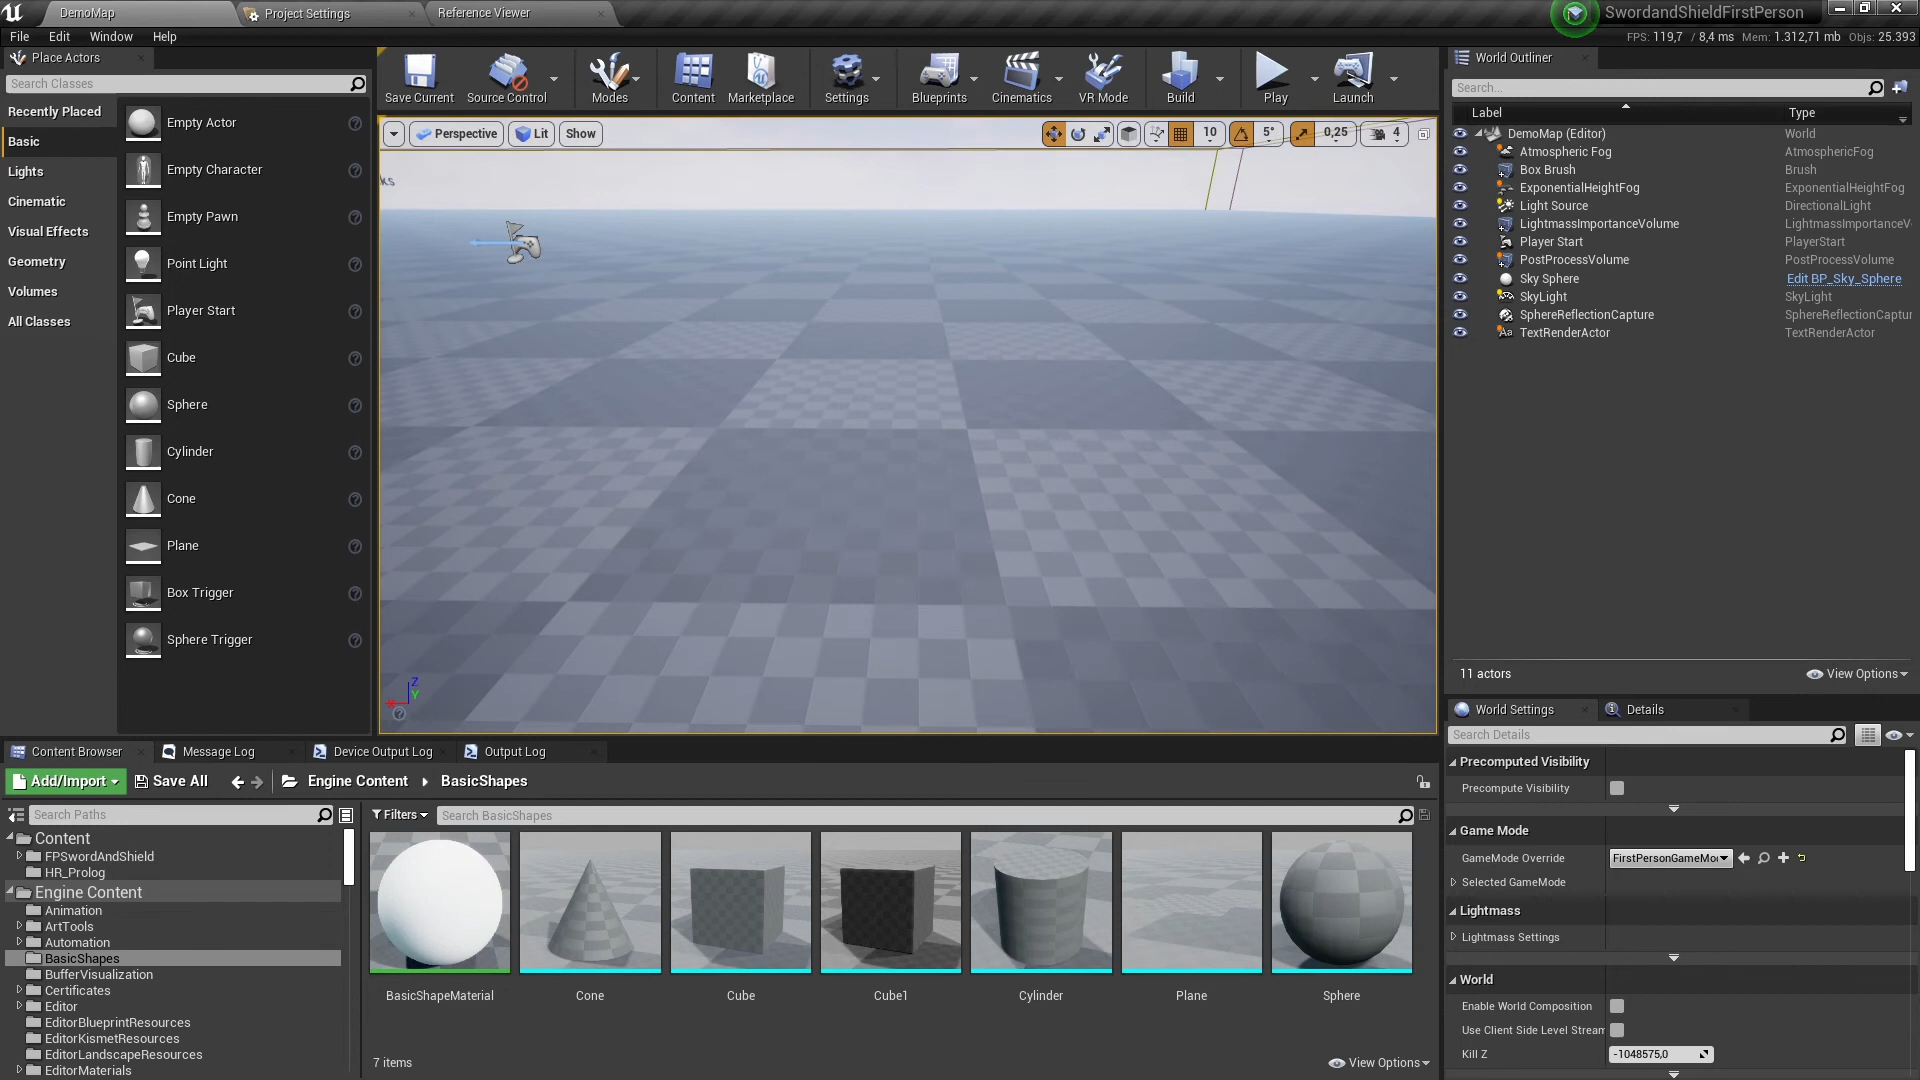 DemoMap
Project Settings
Reference Viewer
SwordandShieldFirstPerson
File Edit Window Help
FPS: 119,7 / 8,4 ms Mem: 1.312,71 mb Objs: 25.393
Place Actors
Search Classes
Recently Placed
Basic
Lights
Cinematic
Visual Effects
Geometry
Volumes
All Classes
Empty Actor
Empty Character
Empty Pawn
Point Light
Player Start
Cube
Sphere
Cylinder
Cone
Plane
Box Trigger
Sphere Trigger
Save Current
Source Control
Modes
Content
Marketplace
Settings
Blueprints
Cinematics
VR Mode
Build
Play
Launch
Perspective
Lit
Show
10
5°
0,25
4
ks
Z
Y
World Outliner
Search...
Label Type
DemoMap (Editor) World
Atmospheric Fog AtmosphericFog
Box Brush Brush
ExponentialHeightFog ExponentialHeightFog
Light Source DirectionalLight
LightmassImportanceVolume LightmassImportanceV
Player Start PlayerStart
PostProcessVolume PostProcessVolume
Sky Sphere Edit BP_Sky_Sphere
SkyLight SkyLight
SphereReflectionCapture SphereReflectionCaptur
TextRenderActor TextRenderActor
11 actors
View Options
World Settings
Details
Search Details
Precomputed Visibility
Precompute Visibility
Game Mode
GameMode Override FirstPersonGameMo
Selected GameMode
Lightmass
Lightmass Settings
World
Enable World Composition
Use Client Side Level Stream
Kill Z -1048575,0
Content Browser
Message Log
Device Output Log
Output Log
Add/Import
Save All
Engine Content
BasicShapes
Search Paths
Content
FPSwordAndShield
HR_Prolog
Engine Content
Animation
ArtTools
Automation
BasicShapes
BufferVisualization
Certificates
Editor
EditorBlueprintResources
EditorKismetResources
EditorLandscapeResources
EditorMaterials
Filters
Search BasicShapes
BasicShapeMaterial
Cone
Cube
Cube1
Cylinder
Plane
Sphere
7 items
View Options